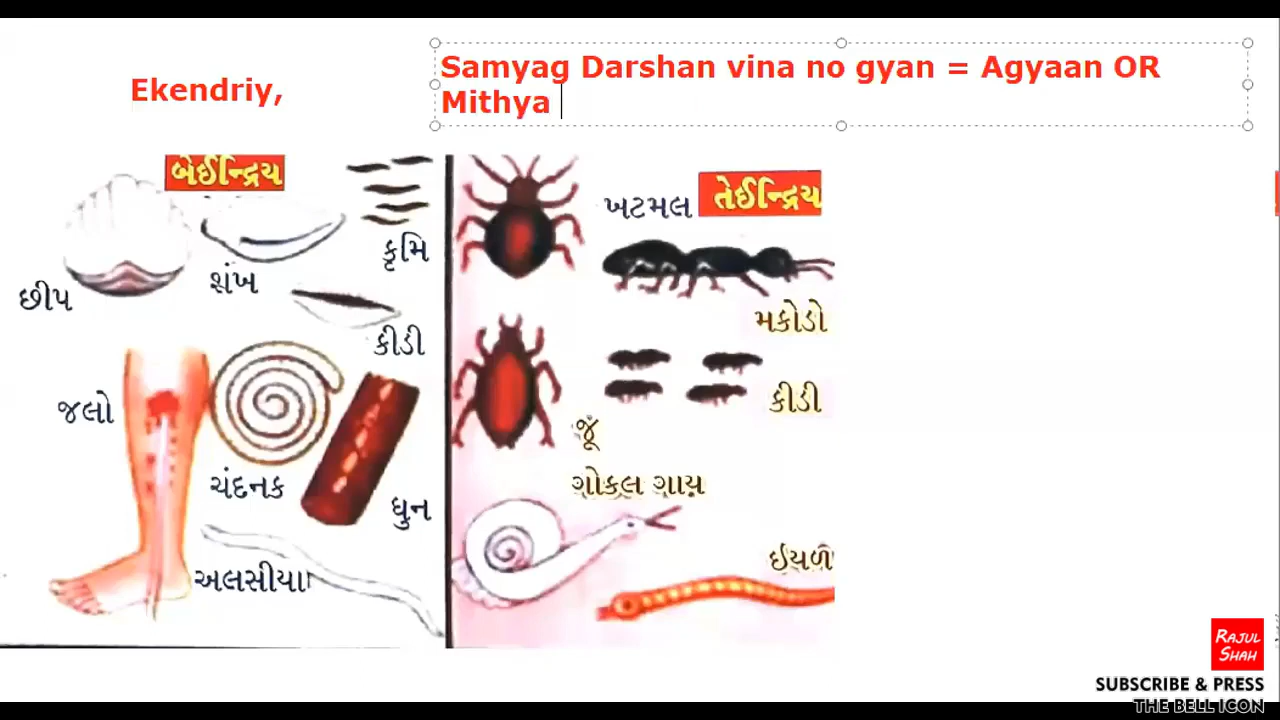 Ekendriy,
Samyag Darshan vina no gyan = Agyaan OR
Mithya
બેઈન્દ્રિય
છીપ
શંખ
કૃમિ
કીડી
જલો
ચંદનક
ઘુન
અલસીયા
તેઈન્દ્રિય
ખટમલ
મકોડો
કીડી
જૂં
ગોકલ ગાય
ઈયળ
RAJUL
SHAH
SUBSCRIBE & PRESS
THE BELL ICON